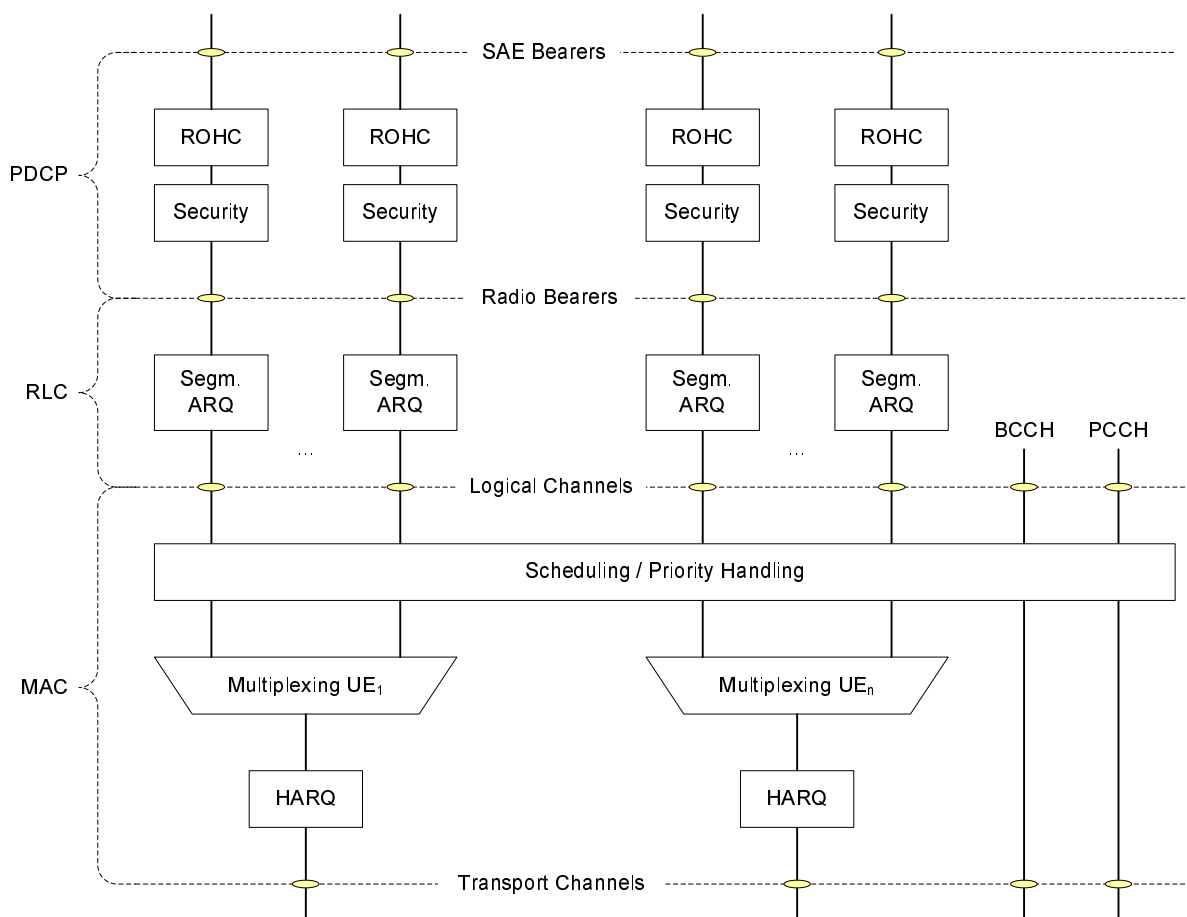 SAE Bearers
ROHC ROHC ROHC ROHC
PDCP
Security Security Security Security
Radio Bearers
Segm. Segm. Segm. Segm.
RLC
ARQ ARQ ARQ ARQ
BCCH PCCH
... ...
Logical Channels
Scheduling / Priority Handling
MAC
Multiplexing UE1 Multiplexing UEn
HARQ HARQ
Transport Channels